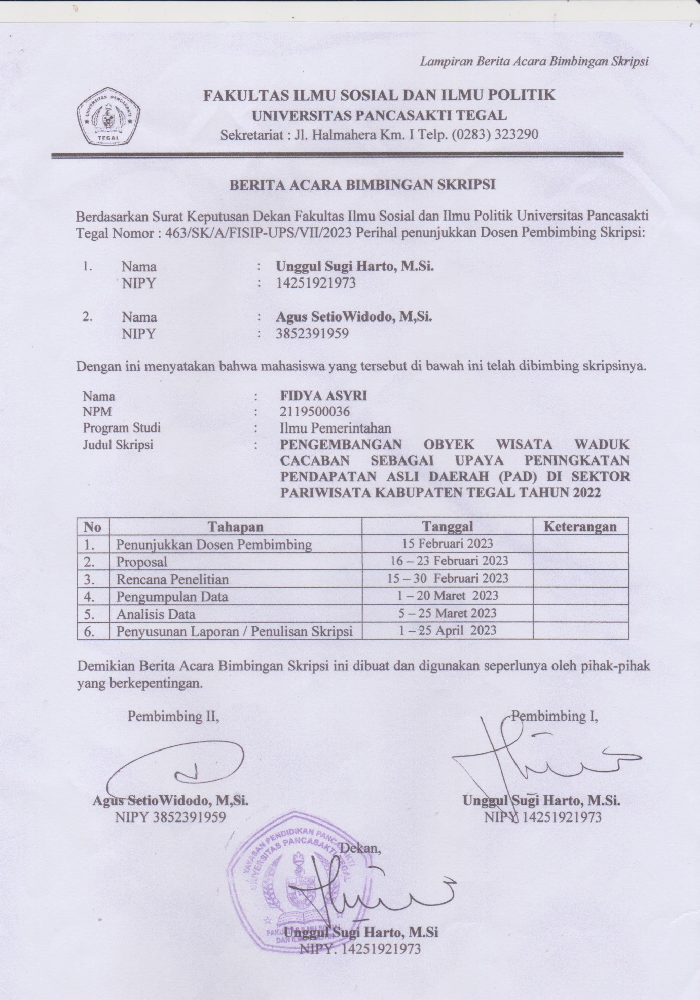 Lampiran Berita Acara Bimbingan Skripsi
UNIVERSITAS PANCASAKTI
TEGAL
FAKULTAS ILMU SOSIAL DAN ILMU POLITIK
UNIVERSITAS PANCASAKTI TEGAL
Sekretariat : Jl. Halmahera Km. I Telp. (0283) 323290
BERITA ACARA BIMBINGAN SKRIPSI
Berdasarkan Surat Keputusan Dekan Fakultas Ilmu Sosial dan Ilmu Politik Universitas Pancasakti
Tegal Nomor : 463/SK/A/FISIP-UPS/VII/2023 Perihal penunjukkan Dosen Pembimbing Skripsi:
1. Nama : Unggul Sugi Harto, M.Si.
NIPY : 14251921973
2. Nama : Agus SetioWidodo, M,Si.
NIPY : 3852391959
Dengan ini menyatakan bahwa mahasiswa yang tersebut di bawah ini telah dibimbing skripsinya.
Nama : FIDYA ASYRI
NPM : 2119500036
Program Studi : Ilmu Pemerintahan
Judul Skripsi : PENGEMBANGAN OBYEK WISATA WADUK
CACABAN SEBAGAI UPAYA PENINGKATAN
PENDAPATAN ASLI DAERAH (PAD) DI SEKTOR
PARIWISATA KABUPATEN TEGAL TAHUN 2022
No Tahapan Tanggal Keterangan
1. Penunjukkan Dosen Pembimbing 15 Februari 2023
2. Proposal 16 – 23 Februari 2023
3. Rencana Penelitian 15 – 30 Februari 2023
4. Pengumpulan Data 1 – 20 Maret 2023
5. Analisis Data 5 – 25 Maret 2023
6. Penyusunan Laporan / Penulisan Skripsi 1 – 25 April 2023
Demikian Berita Acara Bimbingan Skripsi ini dibuat dan digunakan seperlunya oleh pihak-pihak
yang berkepentingan.
Pembimbing II, Pembimbing I,
Agus SetioWidodo, M,Si. Unggul Sugi Harto, M.Si.
NIPY 3852391959 NIPY 14251921973
YAYASAN PENDIDIKAN PANCASAKTI
UNIVERSITAS PANCASAKTI TEGAL
Dekan,
FAKULTAS ILMU SOSIAL
Unggul Sugi Harto, M.Si
NIPY. 14251921973